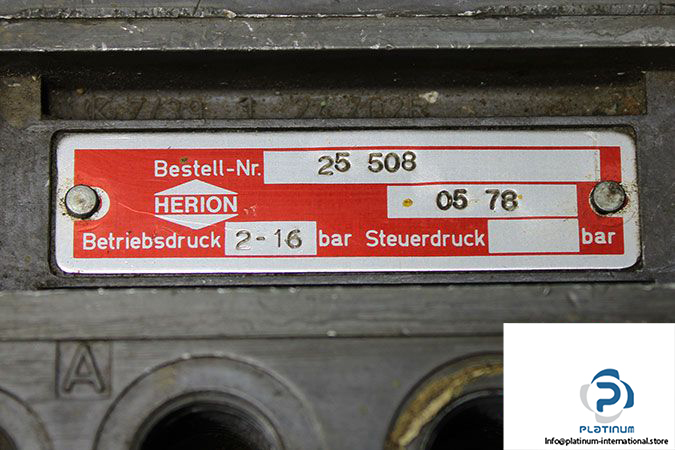 Bestell-Nr. 25 508
HERION 05 78
Betriebsdruck 2-16 bar Steuerdruck bar
A
PLATINUM
Info@platinum-international.store